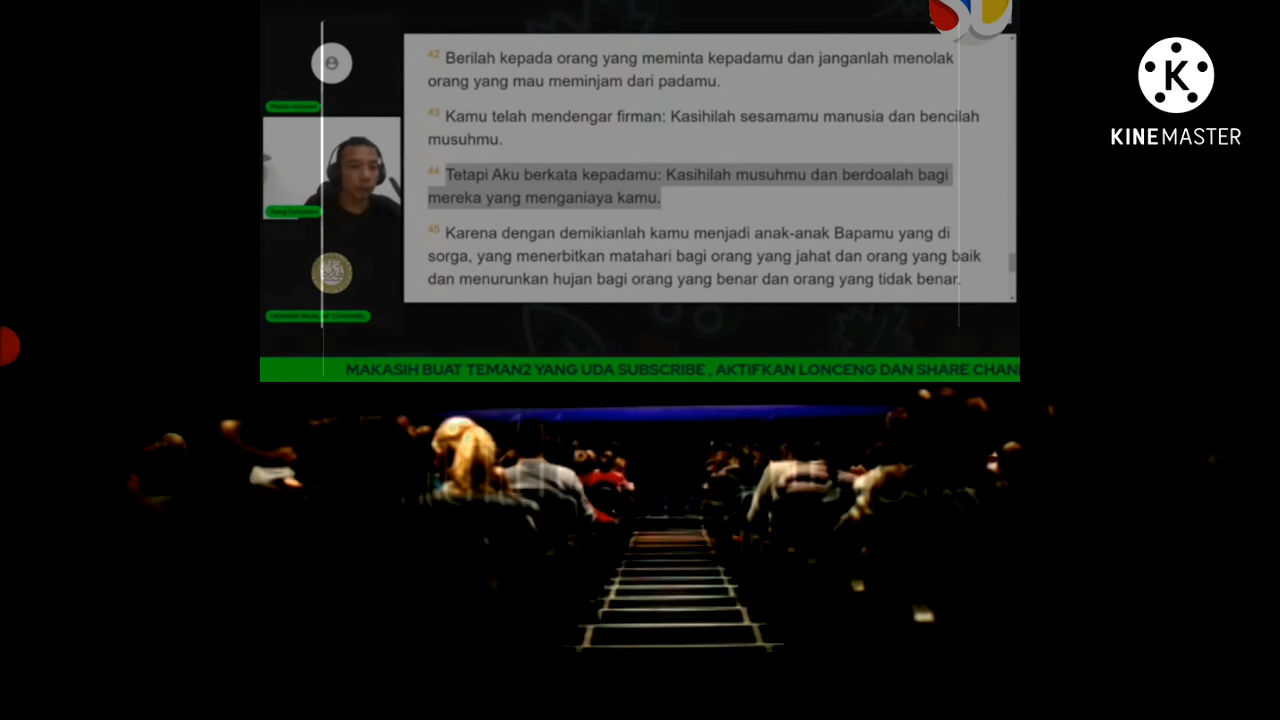 42 Berilah kepada orang yang meminta kepadamu dan janganlah menolak
orang yang mau meminjam dari padamu.
43 Kamu telah mendengar firman: Kasihilah sesamamu manusia dan bencilah
musuhmu.
44 Tetapi Aku berkata kepadamu: Kasihilah musuhmu dan berdoalah bagi
mereka yang menganiaya kamu.
45 Karena dengan demikianlah kamu menjadi anak-anak Bapamu yang di
sorga, yang menerbitkan matahari bagi orang yang jahat dan orang yang baik
dan menurunkan hujan bagi orang yang benar dan orang yang tidak benar.
MAKASIH BUAT TEMAN2 YANG UDA SUBSCRIBE, AKTIFKAN LONCENG DAN SHARE CHAN
K
KINEMASTER